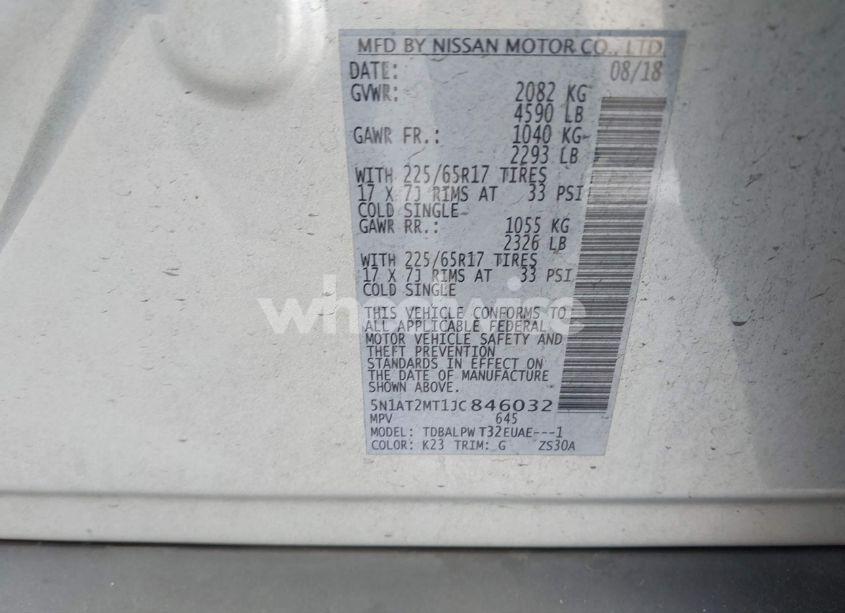 MFD BY NISSAN MOTOR CO., LTD.
DATE: 08/18
GVWR: 2082 KG
4590 LB
GAWR FR.: 1040 KG
2293 LB
WITH 225/65R17 TIRES
17 X 7J RIMS AT 33 PSI
COLD SINGLE
GAWR RR.: 1055 KG
2326 LB
WITH 225/65R17 TIRES
17 X 7J RIMS AT 33 PSI
COLD SINGLE
wheelwise
THIS VEHICLE CONFORMS TO
ALL APPLICABLE FEDERAL
MOTOR VEHICLE SAFETY AND
THEFT PREVENTION
STANDARDS IN EFFECT ON
THE DATE OF MANUFACTURE
SHOWN ABOVE.
5N1AT2MT1JC846032
MPV 645
MODEL: TDBALPW T32EUAE---1
COLOR: K23 TRIM: G ZS30A